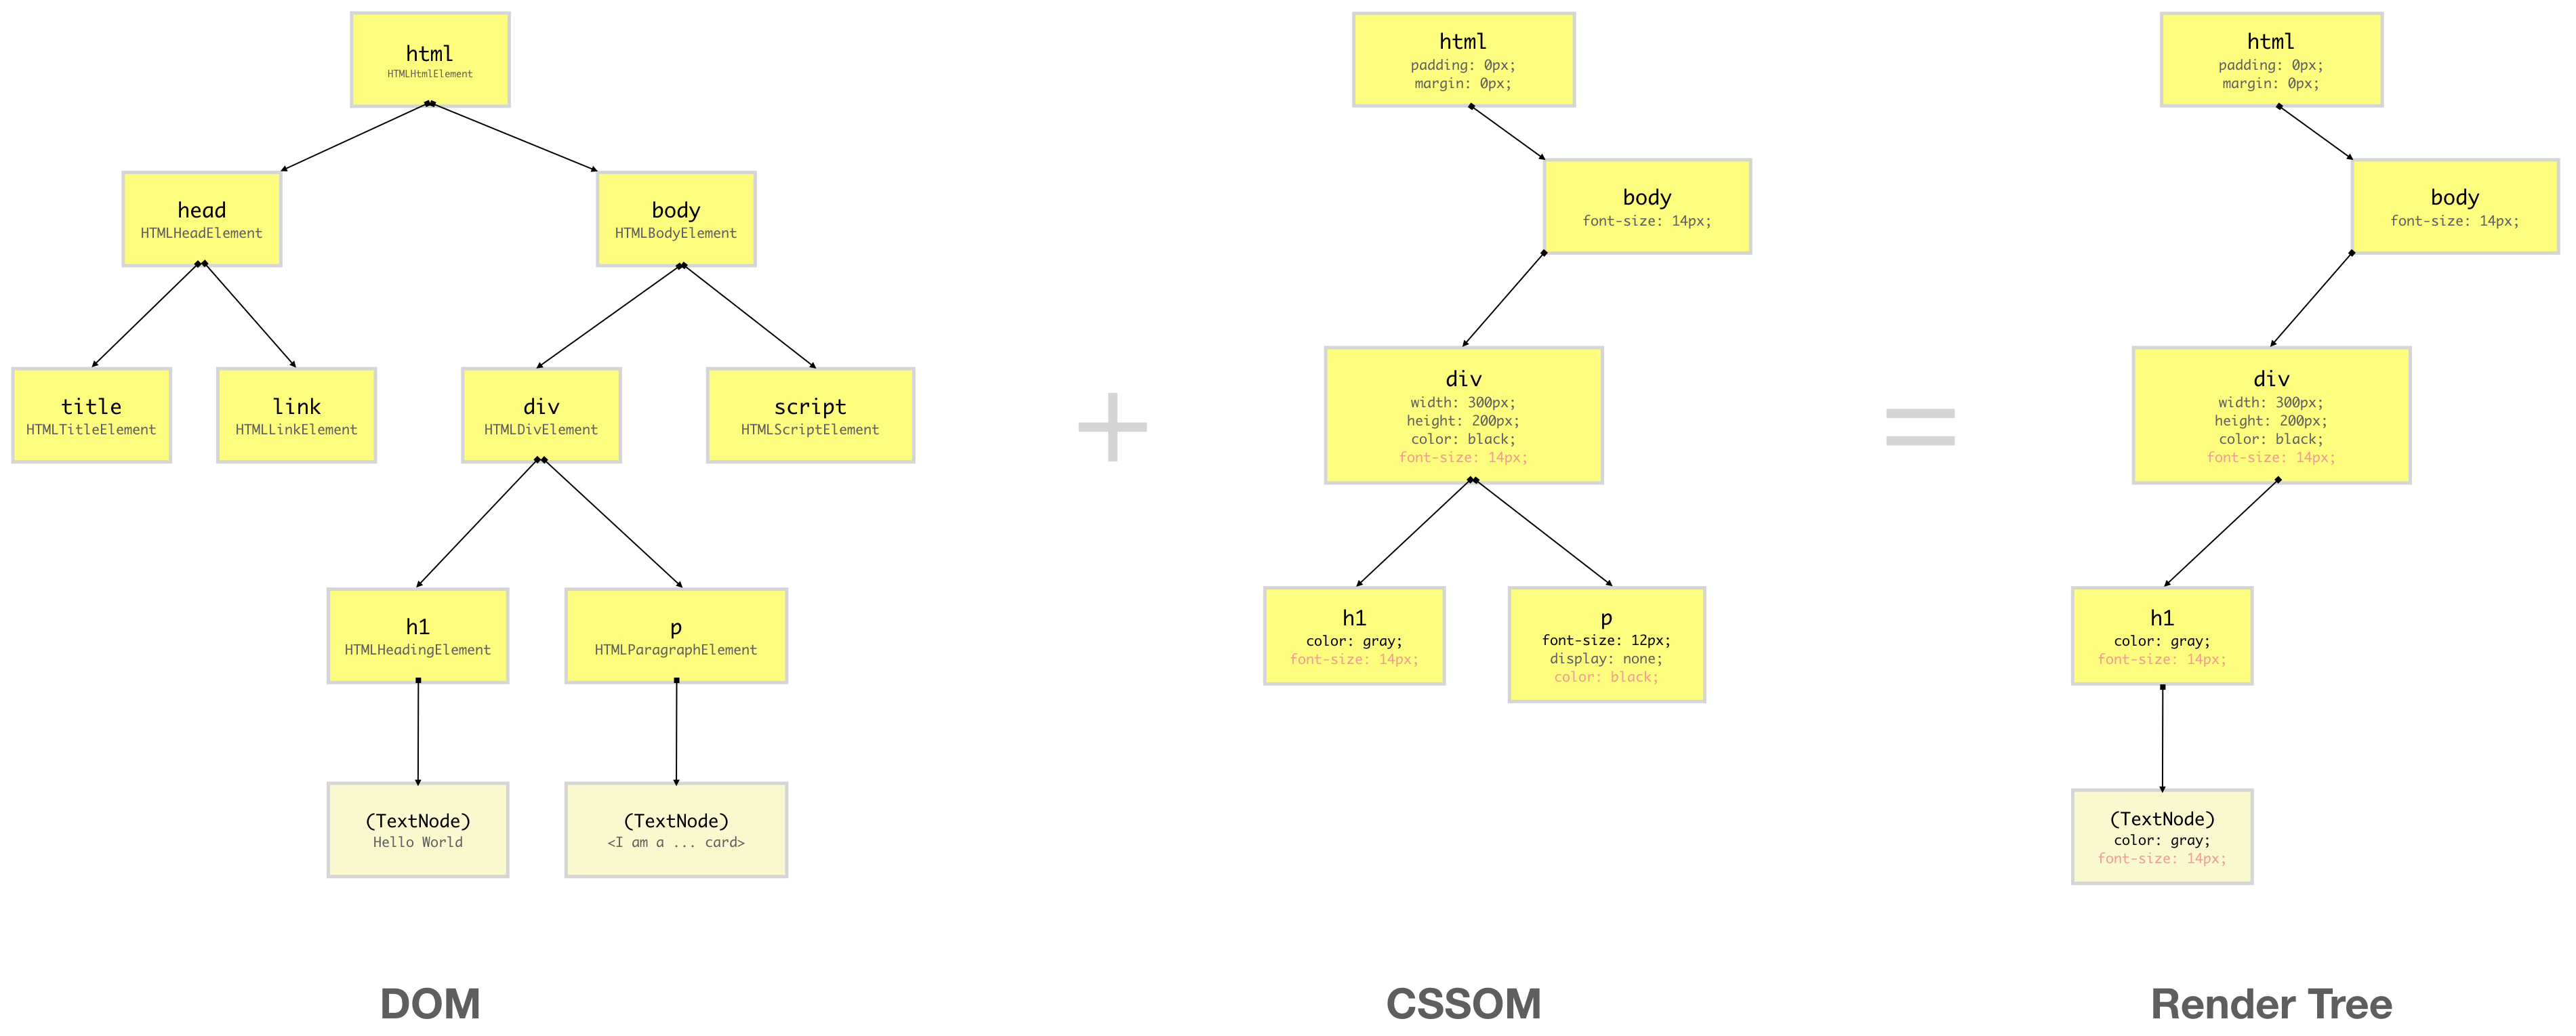 html
HTMLHtmlElement
head
HTMLHeadElement
body
HTMLBodyElement
title
HTMLTitleElement
link
HTMLLinkElement
div
HTMLDivElement
script
HTMLScriptElement
h1
HTMLHeadingElement
p
HTMLParagraphElement
(TextNode)
Hello World
(TextNode)
<I am a ... card>
DOM
+
html
padding: 0px;
margin: 0px;
body
font-size: 14px;
div
width: 300px;
height: 200px;
color: black;
font-size: 14px;
h1
color: gray;
font-size: 14px;
p
font-size: 12px;
display: none;
color: black;
CSSOM
=
html
padding: 0px;
margin: 0px;
body
font-size: 14px;
div
width: 300px;
height: 200px;
color: black;
font-size: 14px;
h1
color: gray;
font-size: 14px;
(TextNode)
color: gray;
font-size: 14px;
Render Tree